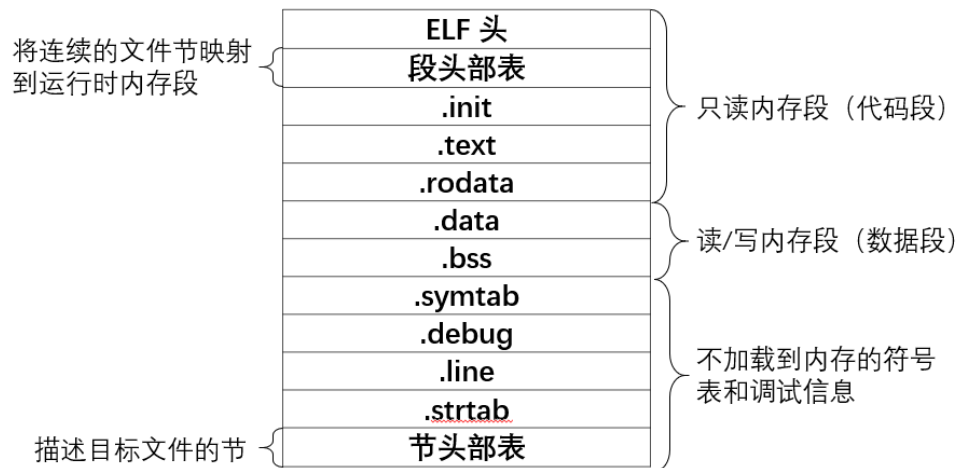 将连续的文件节映射
到运行时内存段
ELF 头
段头部表
.init
.text
.rodata
.data
.bss
.symtab
.debug
.line
.strtab
节头部表
描述目标文件的节
只读内存段（代码段）
读/写内存段（数据段）
不加载到内存的符号
表和调试信息